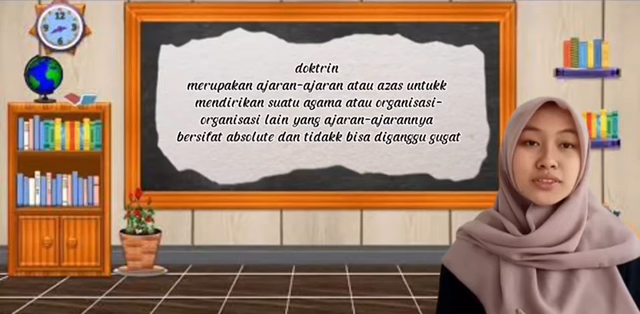 doktrin
merupakan ajaran-ajaran atau azas untukk
mendirikan suatu agama atau organisasi-
organisasi lain yang ajaran-ajarannya
bersifat absolute dan tidakk bisa diganggu gugat